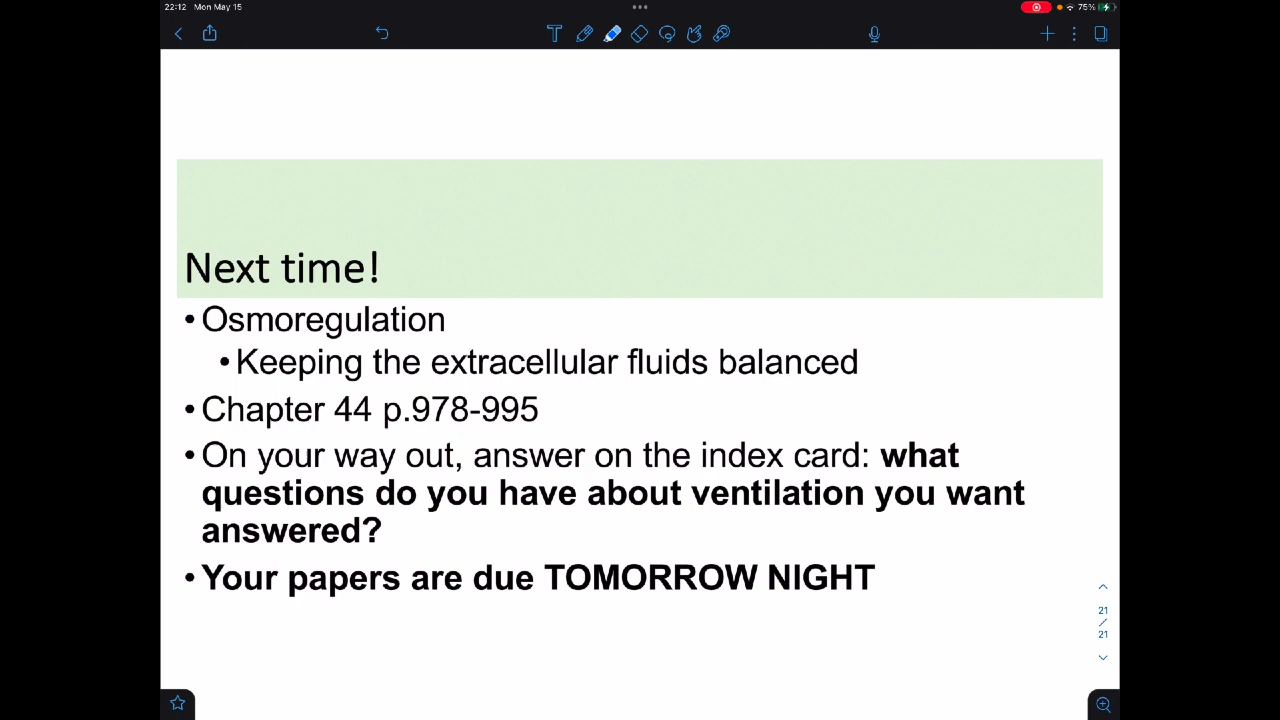 22:12 Mon May 15
75%
T
Next time!
• Osmoregulation
• Keeping the extracellular fluids balanced
• Chapter 44 p.978-995
• On your way out, answer on the index card: what
questions do you have about ventilation you want
answered?
• Your papers are due TOMORROW NIGHT
21
/
21